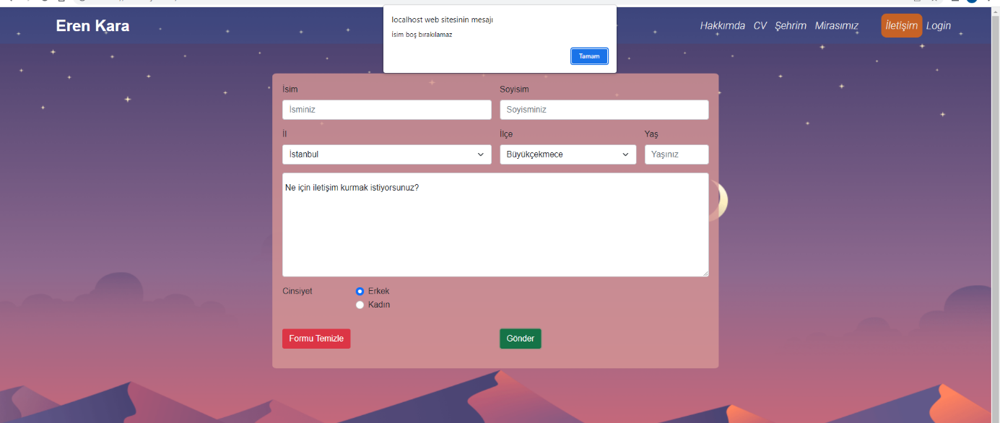 Eren Kara
localhost web sitesinin mesajı
İsim boş bırakılamaz
Tamam
Hakkımda CV Şehrim Mirasımız İletişim Login
İsim Soyisim
İsminiz Soyisminiz
İl İlçe Yaş
İstanbul Büyükçekmece Yaşınız
Ne için iletişim kurmak istiyorsunuz?
Cinsiyet Erkek
Kadın
Formu Temizle Gönder